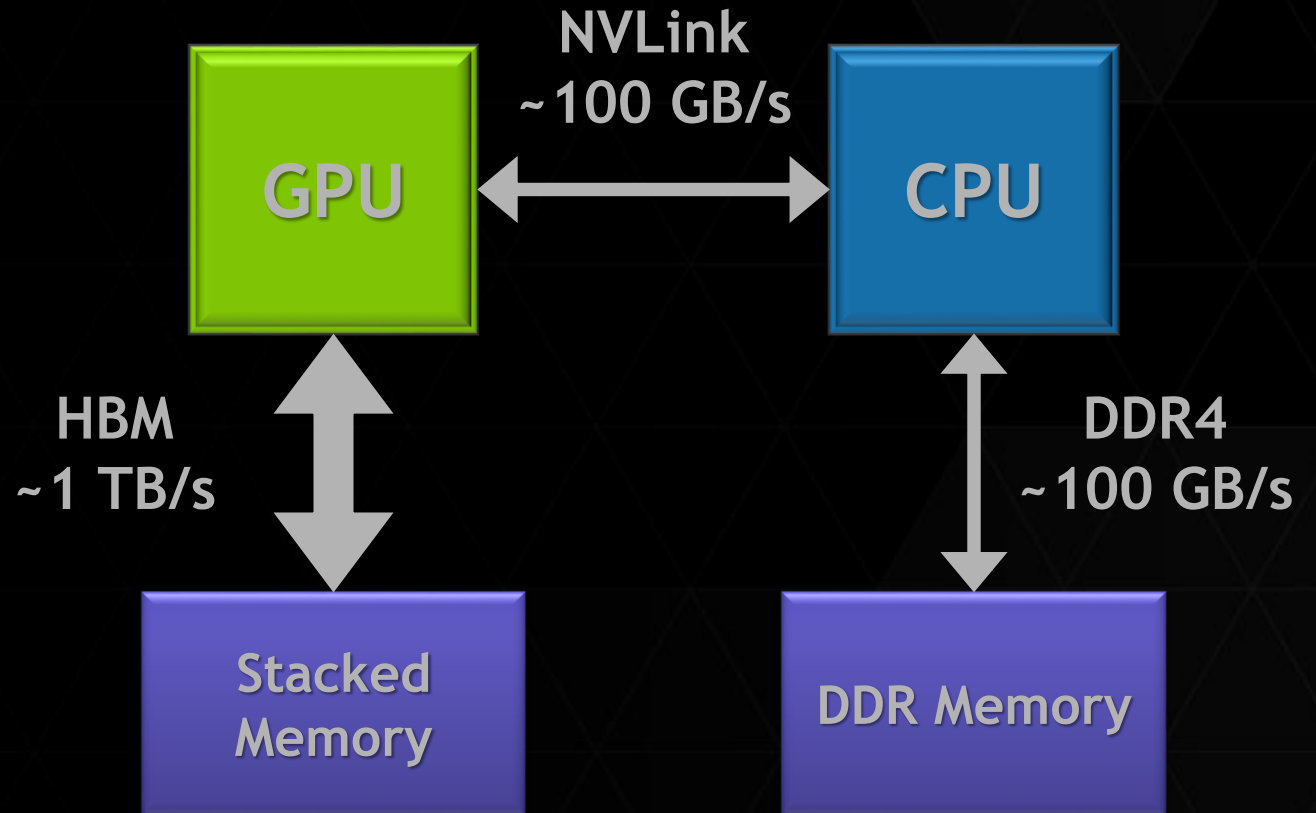 NVLink
~100 GB/s
GPU
CPU
HBM
~1 TB/s
DDR4
~100 GB/s
Stacked
Memory
DDR Memory